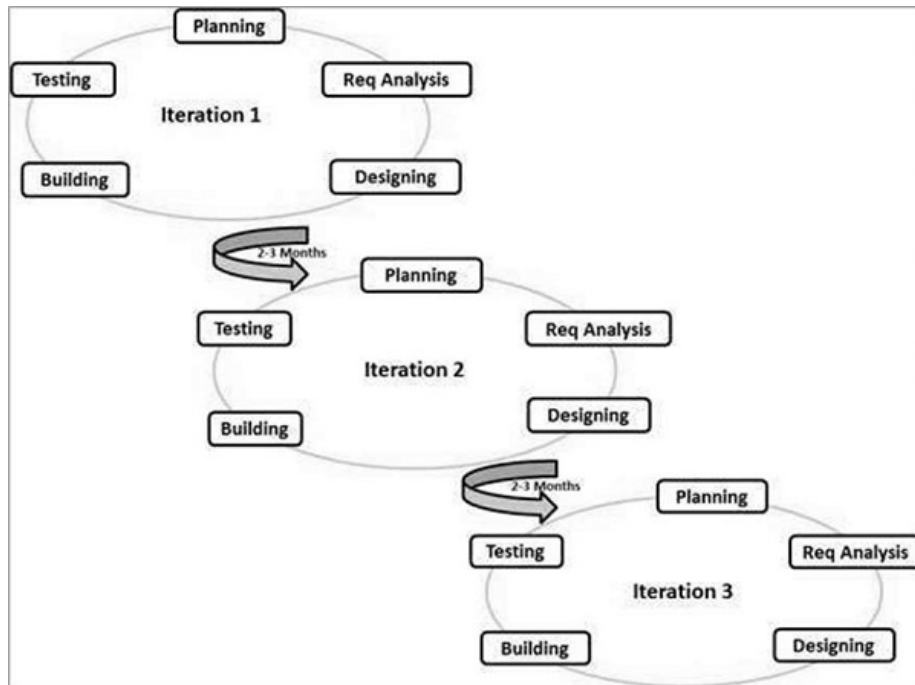 Planning
Testing
Req Analysis
Iteration 1
Building
Designing
2-3 Months
Planning
Testing
Req Analysis
Iteration 2
Building
Designing
2-3 Months
Planning
Testing
Req Analysis
Iteration 3
Building
Designing